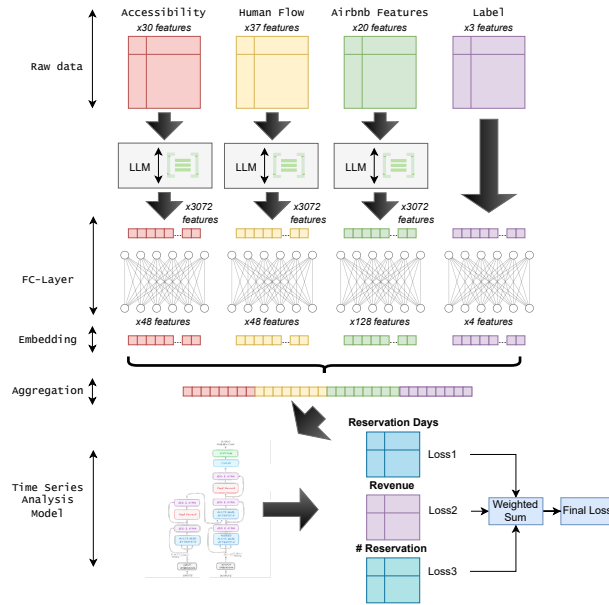 Accessibility
Human Flow
Airbnb Features
Label
x30 features
x37 features
x20 features
x3 features
Raw data
LLM
LLM
LLM
x3072
features
x3072
features
x3072
features
FC-Layer
x48 features
x48 features
x128 features
x4 features
Embedding
Aggregation
Reservation Days
Loss1
Time Series
Analysis
Model
Revenue
Loss2
Weighted
Sum
Final Loss
# Reservation
Loss3